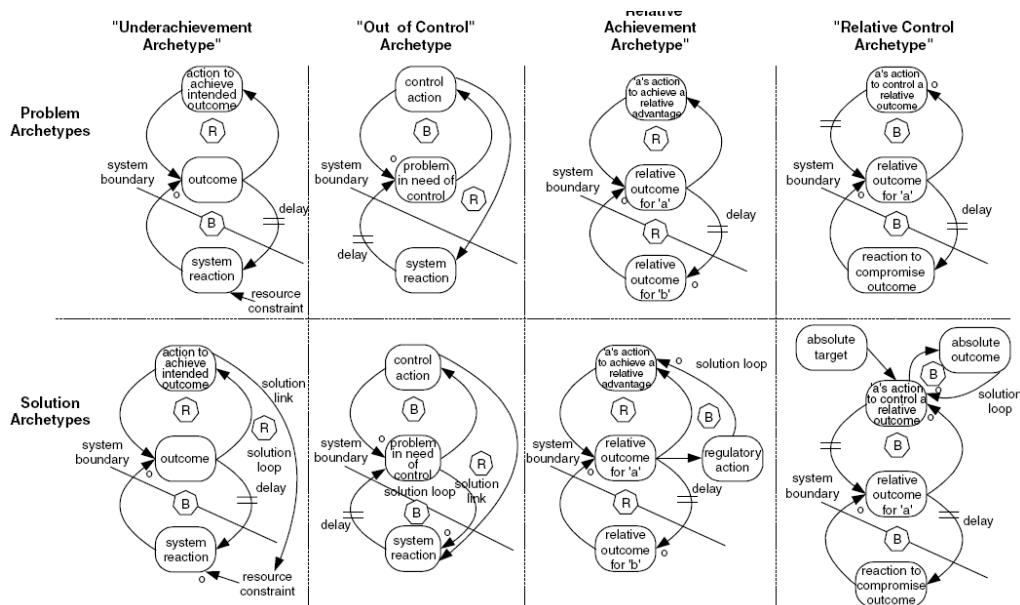 "Underachievement
Archetype"
"Out of Control"
Archetype
Relative
Achievement
Archetype"
"Relative Control
Archetype"
Problem
Archetypes
action to
achieve
intended
outcome
R
outcome
system
boundary
o
B
delay
system
reaction
resource
constraint
control
action
B
o
problem
in need of
control
system
boundary
R
delay
system
reaction
'a's action
to achieve a
relative
advantage
R
system
boundary
relative
outcome
for 'a'
o
R
delay
relative
outcome
for 'b'
o
'a's action
to control a
relative
outcome
o
B
system
boundary
relative
outcome
for 'a'
o
B
delay
reaction to
compromise
outcome
Solution
Archetypes
action to
achieve
intended
outcome
solution
link
R
R
solution
loop
outcome
system
boundary
o
B
delay
system
reaction
o
resource
constraint
control
action
B
o
problem
in need of
control
system
boundary
R
solution
link
solution loop
B
delay
o
system
reaction
'a's action
to achieve a
relative
advantage
o
solution loop
R
B
system
boundary
relative
outcome
for 'a'
o
regulatory
action
delay
R
relative
outcome
for 'b'
o
absolute
target
absolute
outcome
B
o
'a's action
to control a
relative
outcome
o
solution
loop
B
system
boundary
relative
outcome
for 'a'
o
delay
B
reaction to
compromise
outcome